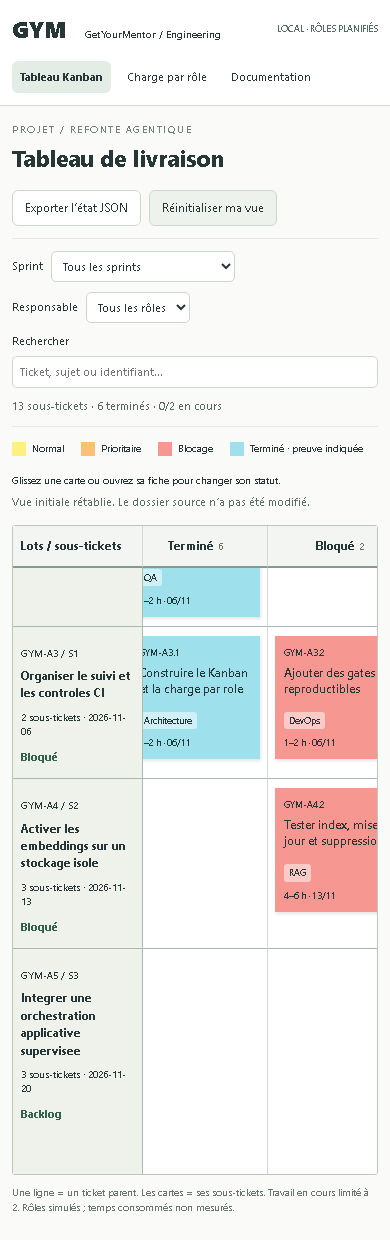 GYM
GetYourMentor / Engineering
LOCAL · RÔLES PLANIFIÉS
Tableau Kanban
Charge par rôle
Documentation
PROJET / REFONTE AGENTIQUE
Tableau de livraison
Exporter l'état JSON
Réinitialiser ma vue
Sprint
Tous les sprints
Responsable
Tous les rôles
Rechercher
Ticket, sujet ou identifiant...
13 sous-tickets · 6 terminés · 0/2 en cours
Normal
Prioritaire
Blocage
Terminé · preuve indiquée
Glissez une carte ou ouvrez sa fiche pour changer son statut.
Vue initiale rétablie. Le dossier source n'a pas été modifié.
Lots / sous-tickets
Terminé 6
Bloqué 2
QA
–2 h · 06/11
GYM-A3 / S1
Organiser le suivi et
les controles CI
2 sous-tickets · 2026-11-
06
Bloqué
GYM-A3.1
Construire le Kanban
et la charge par role
Architecture
–2 h · 06/11
GYM-A3.2
Ajouter des gates
reproductibles
DevOps
1–2 h · 06/11
GYM-A4 / S2
Activer les
embeddings sur un
stockage isole
3 sous-tickets · 2026-11-
13
Bloqué
GYM-A4.2
Tester index, mise
jour et suppressio
RAG
4–6 h · 13/11
GYM-A5 / S3
Integrer une
orchestration
applicative
supervisee
3 sous-tickets · 2026-11-
20
Backlog
Une ligne = un ticket parent. Les cartes = ses sous-tickets. Travail en cours limité à
2. Rôles simulés ; temps consommés non mesurés.